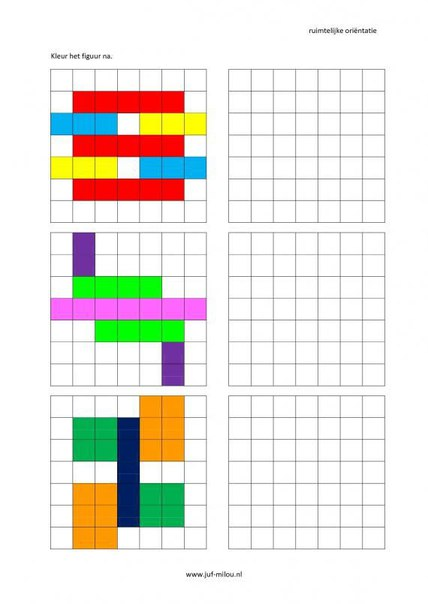 ruimtelijke oriëntatie
Kleur het figuur na.
www.juf-milou.nl